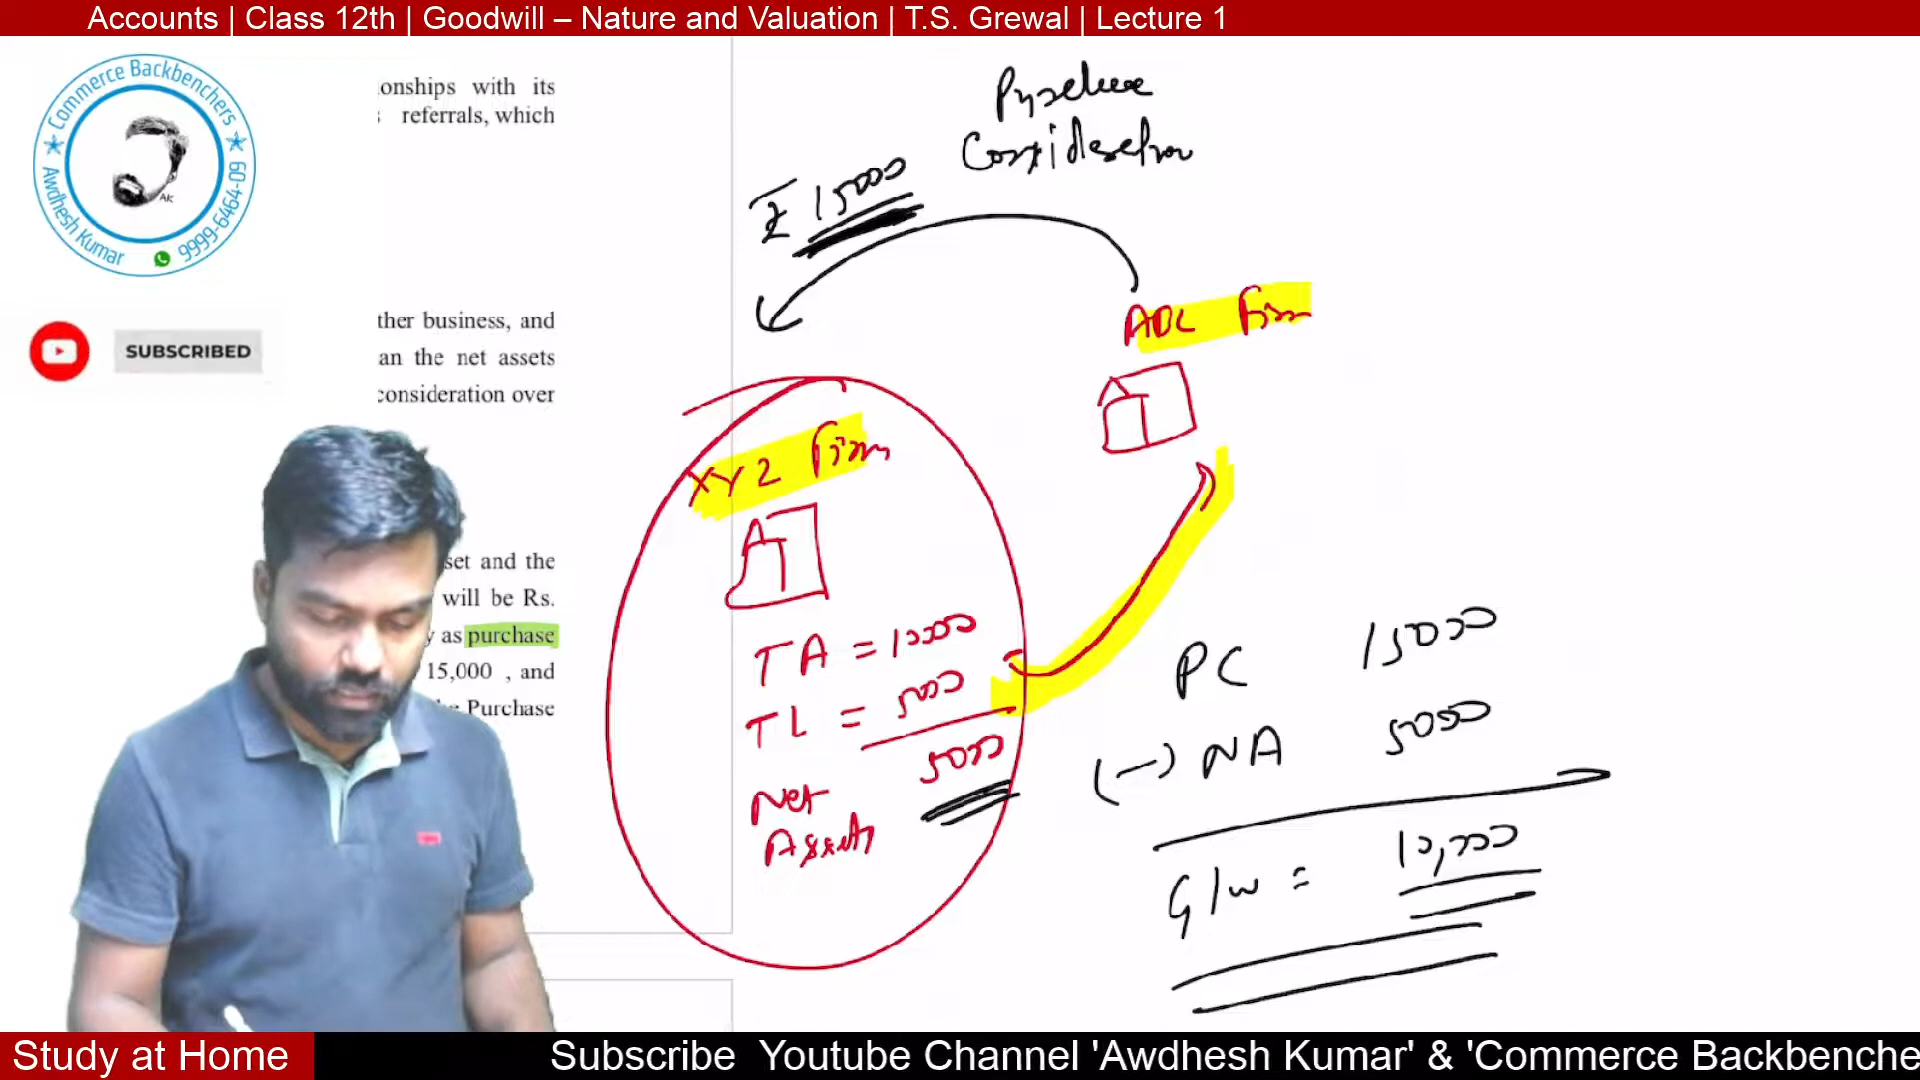 Accounts | Class 12th | Goodwill – Nature and Valuation | T.S. Grewal | Lecture 1
Commerce Backbenchers
Awdhesh Kumar
9999-6464-09
AK
SUBSCRIBED
onships with its
referrals, which
ther business, and
an the net assets
consideration over
set and the
will be Rs.
as purchase
15,000 , and
Purchase
Consideration
₹ 15000
Firm
XYZ Firm
TA = 10000
TL = 5000
5000
Net
Assets
PC 15000
(-) NA 5000
G/w = 10,000
Study at Home
Subscribe Youtube Channel 'Awdhesh Kumar' & 'Commerce Backbenche